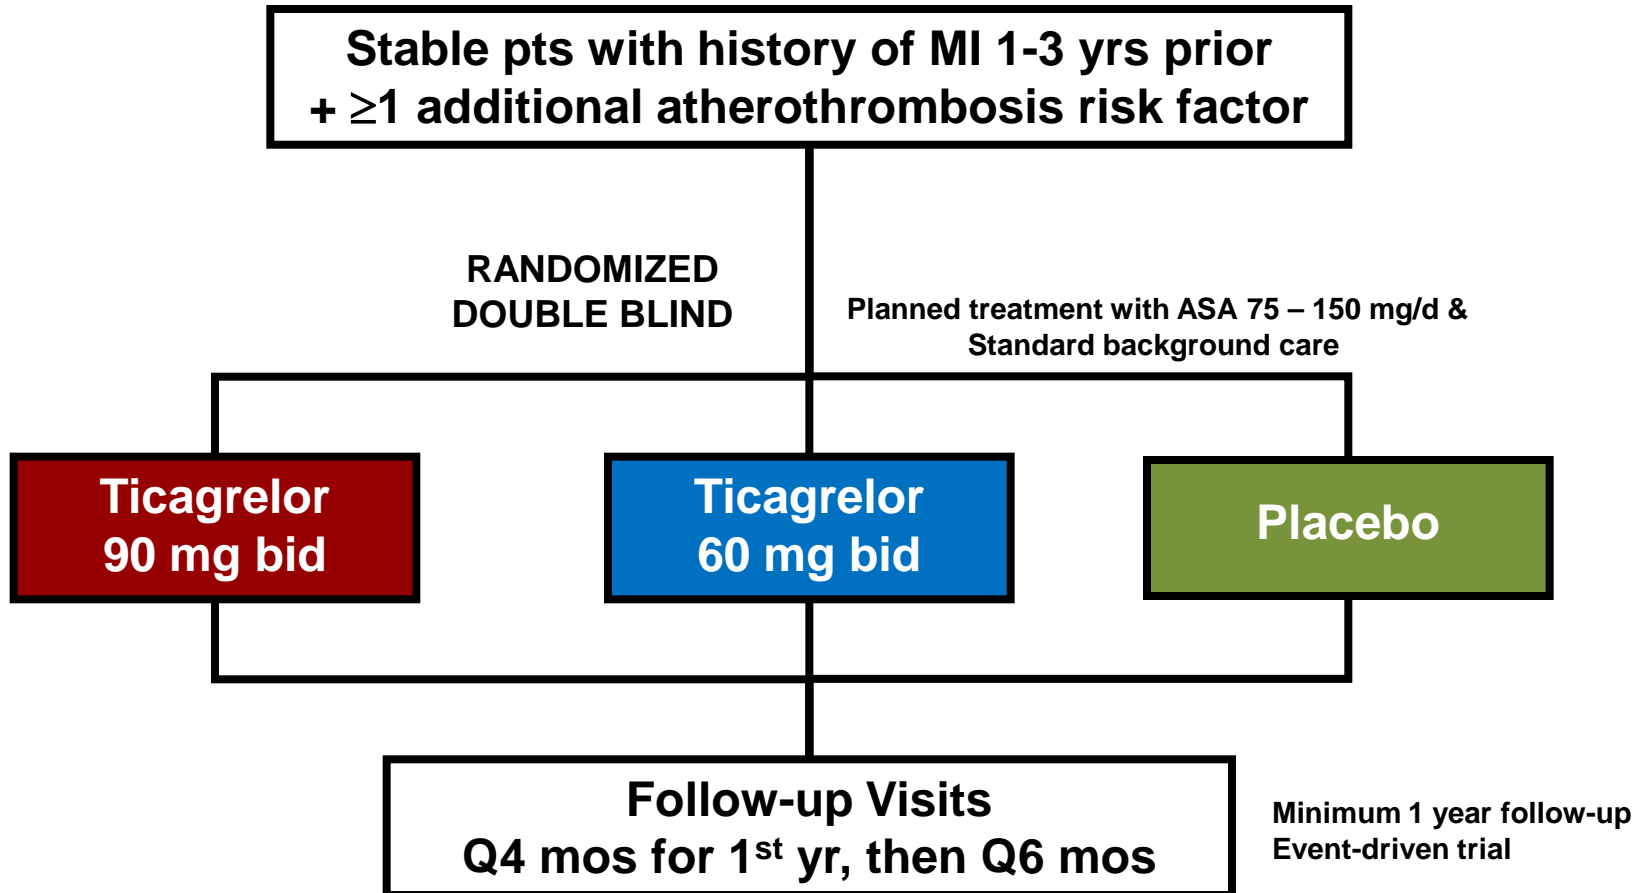 Stable pts with history of MI 1-3 yrs prior
+ ≥1 additional atherothrombosis risk factor
RANDOMIZED
DOUBLE BLIND
Planned treatment with ASA 75 – 150 mg/d &
Standard background care
Ticagrelor
90 mg bid
Ticagrelor
60 mg bid
Placebo
Follow-up Visits
Q4 mos for 1st yr, then Q6 mos
Minimum 1 year follow-up
Event-driven trial